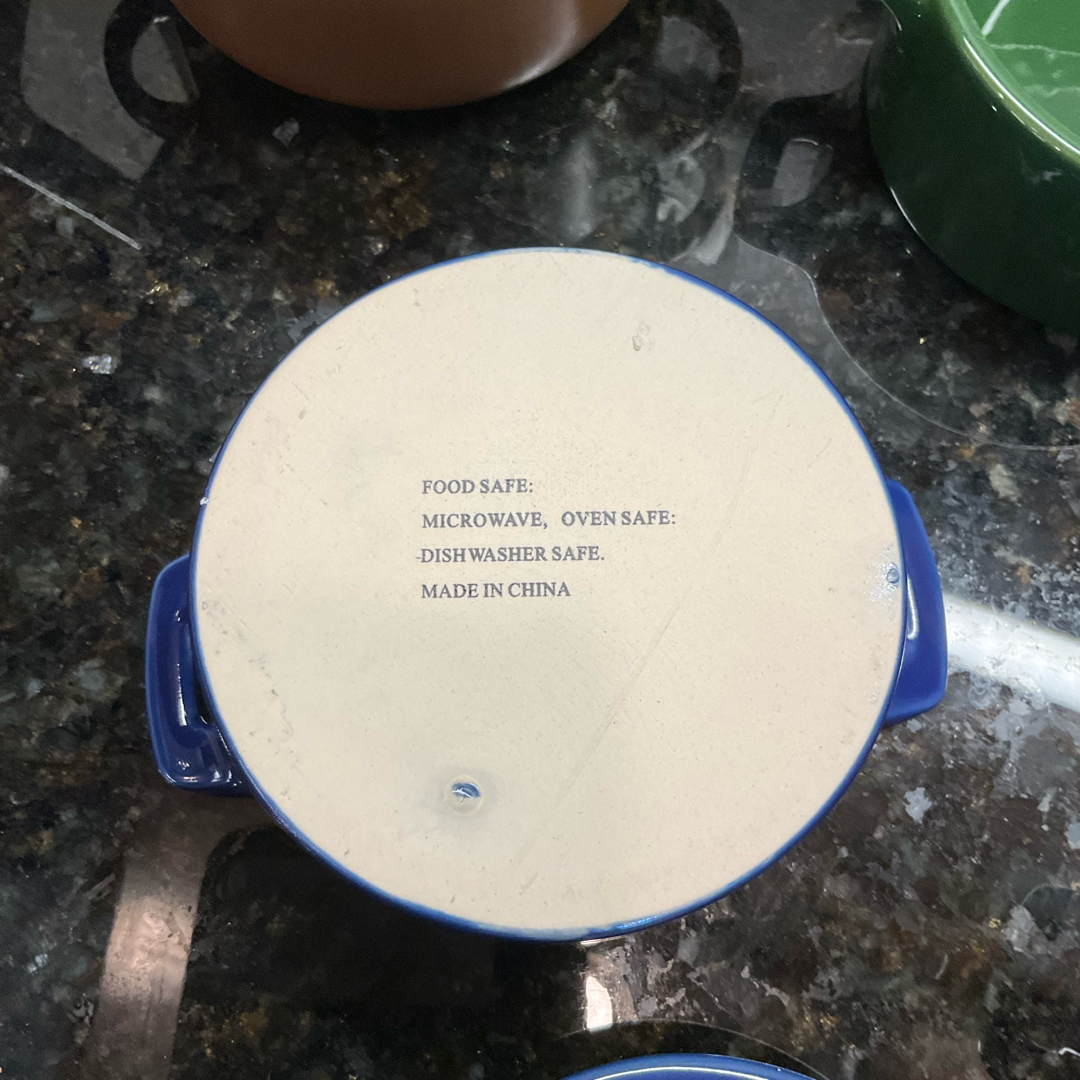 FOOD SAFE:
MICROWAVE, OVEN SAFE:
DISHWASHER SAFE.
MADE IN CHINA